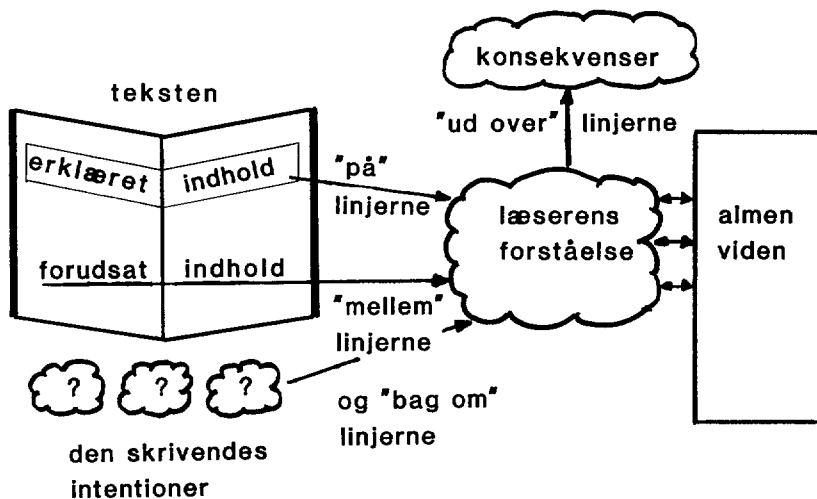 konsekvenser
teksten
"ud over" linjerne
erklæret indhold
"på"
linjerne
læserens
forståelse
almen
viden
forudsat indhold
"mellem"
linjerne
? ? ?
og "bag om"
linjerne
den skrivendes
intentioner